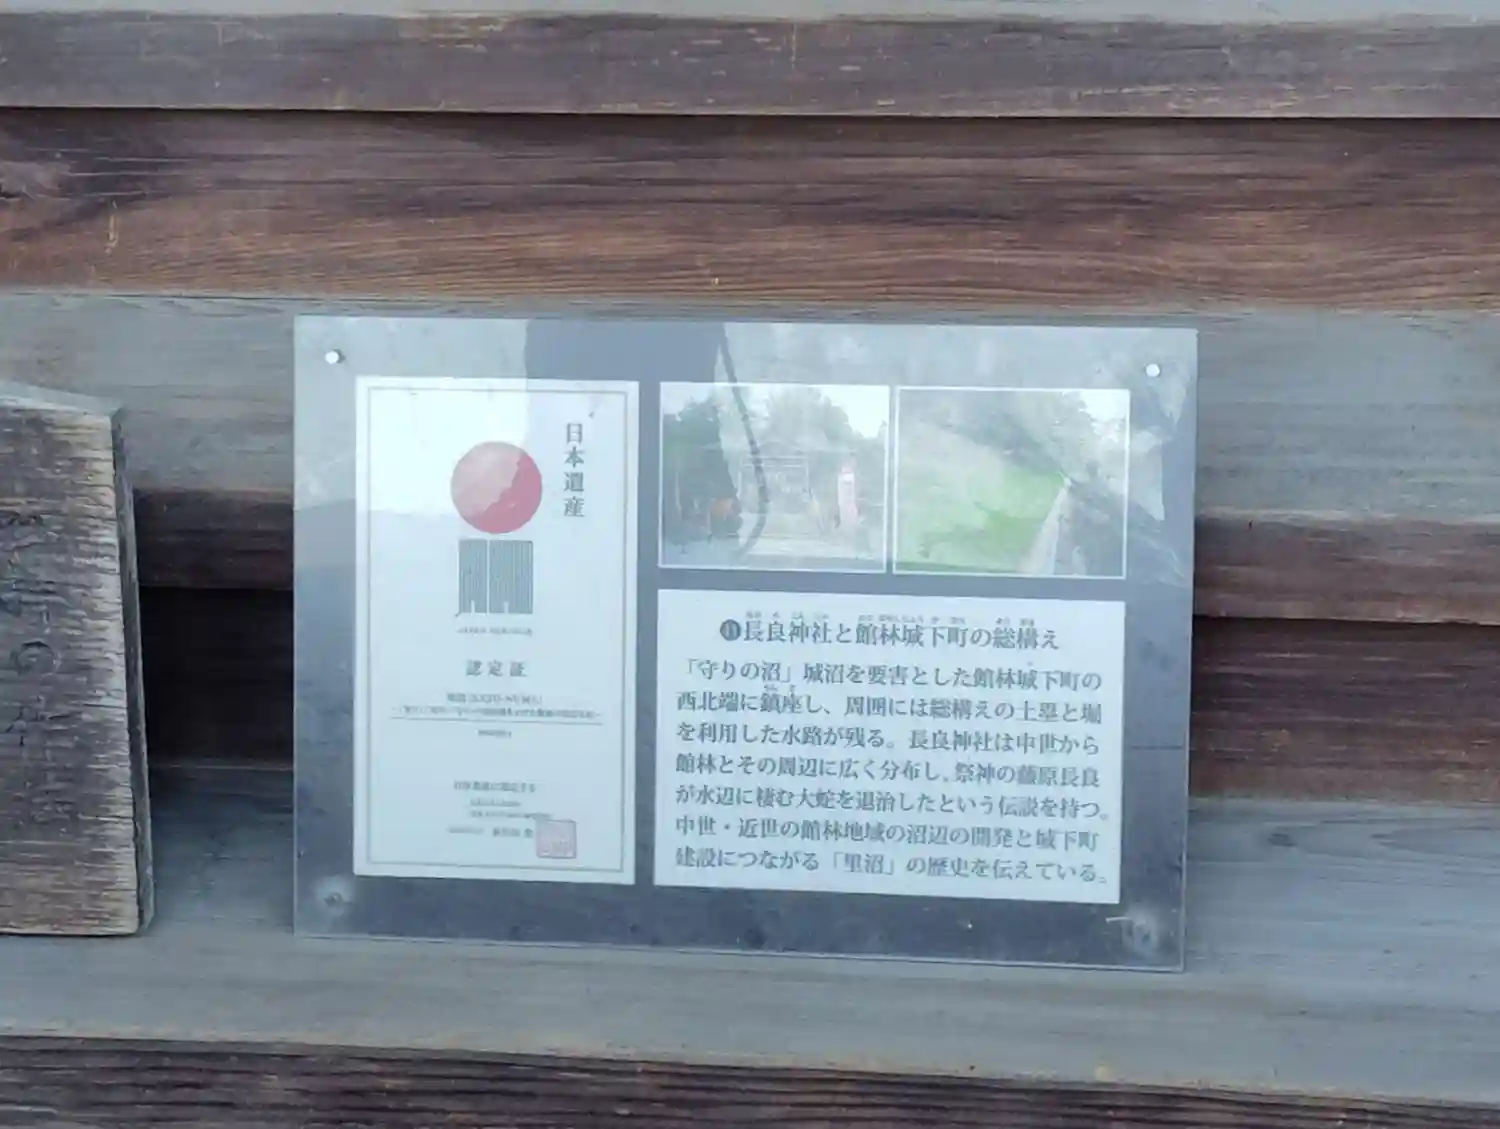 日本遺産
認定証
⓫長良神社と館林城下町の総構え
「守りの沼」城沼を要害とした館林城下町の
西北端に鎮座し、周囲には総構えの土塁と堀
を利用した水路が残る。長良神社は中世から
館林とその周辺に広く分布し、祭神の藤原長良
が水辺に棲む大蛇を退治したという伝説を持つ。
中世・近世の館林地域の沼辺の開発と城下町
建設につながる「里沼」の歴史を伝えている。